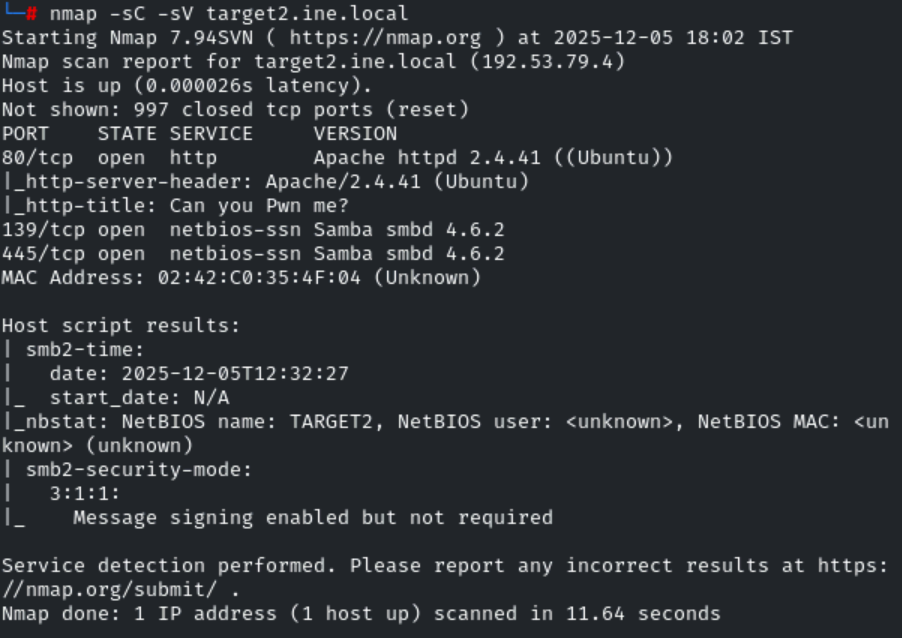 └─# nmap -sC -sV target2.ine.local
Starting Nmap 7.94SVN ( https://nmap.org ) at 2025-12-05 18:02 IST
Nmap scan report for target2.ine.local (192.53.79.4)
Host is up (0.000026s latency).
Not shown: 997 closed tcp ports (reset)
PORT    STATE SERVICE     VERSION
80/tcp  open  http        Apache httpd 2.4.41 ((Ubuntu))
|_http-server-header: Apache/2.4.41 (Ubuntu)
|_http-title: Can you Pwn me?
139/tcp open  netbios-ssn Samba smbd 4.6.2
445/tcp open  netbios-ssn Samba smbd 4.6.2
MAC Address: 02:42:C0:35:4F:04 (Unknown)

Host script results:
| smb2-time:
|   date: 2025-12-05T12:32:27
|_  start_date: N/A
|_nbstat: NetBIOS name: TARGET2, NetBIOS user: <unknown>, NetBIOS MAC: <un
known> (unknown)
| smb2-security-mode:
|   3:1:1:
|_    Message signing enabled but not required

Service detection performed. Please report any incorrect results at https:
//nmap.org/submit/ .
Nmap done: 1 IP address (1 host up) scanned in 11.64 seconds